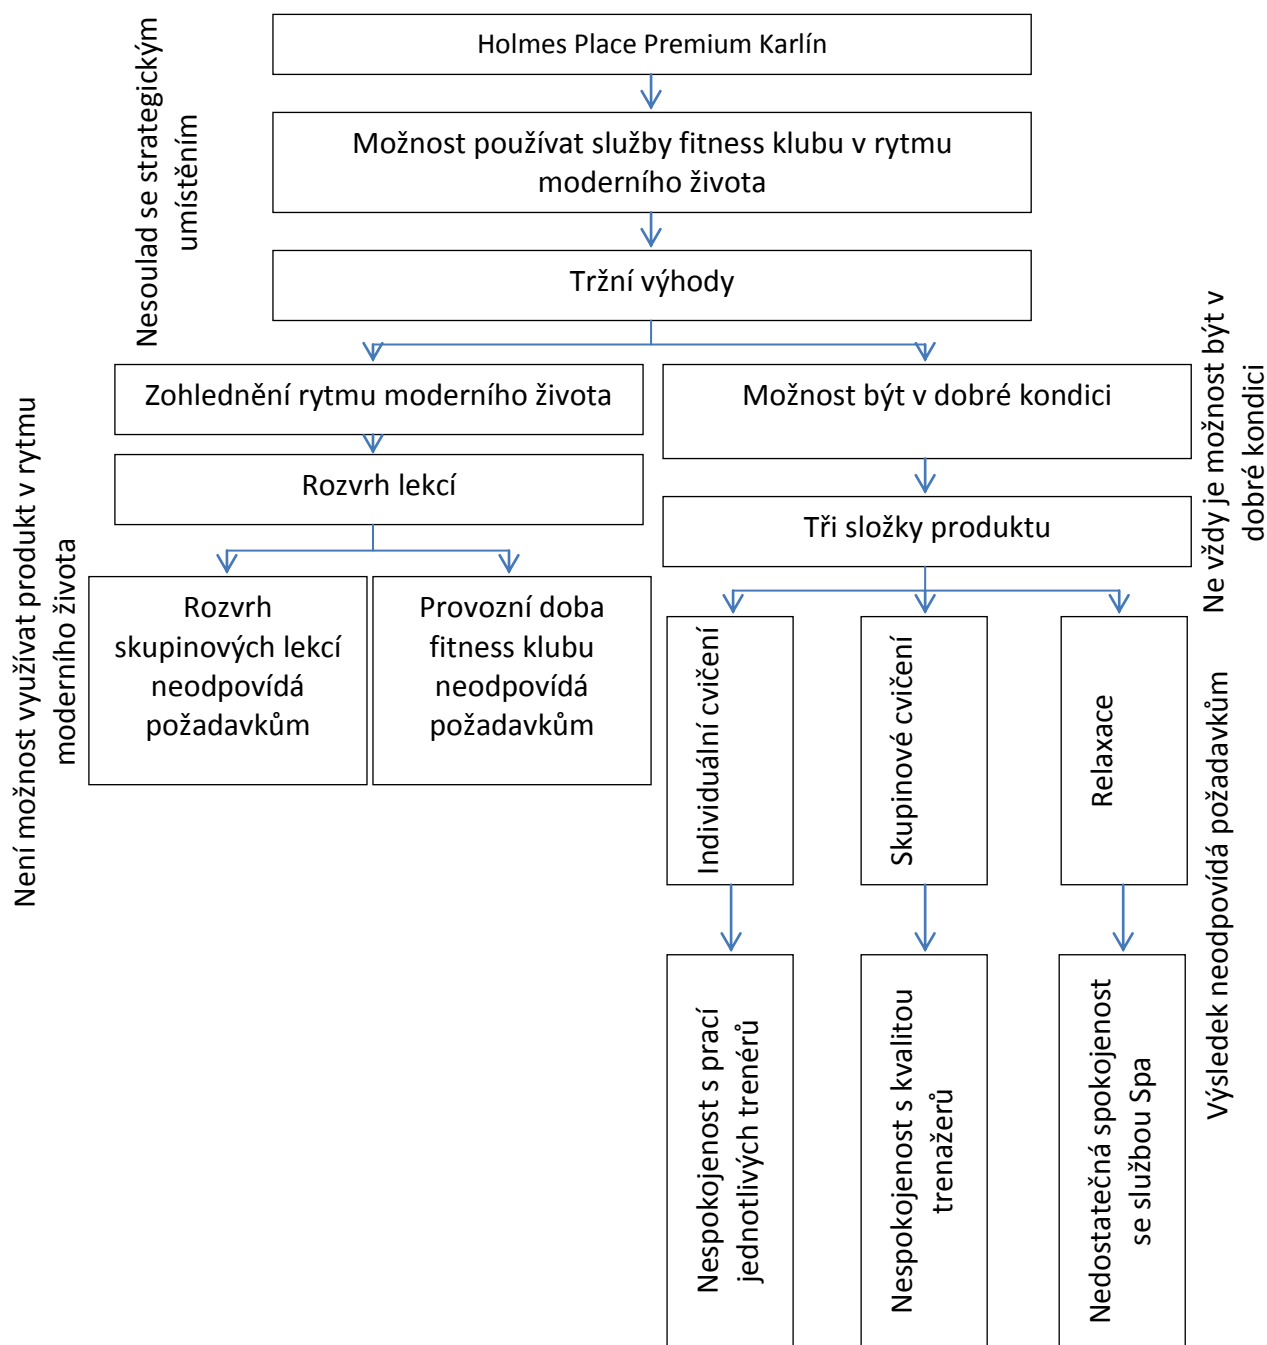 Holmes Place Premium Karlín
Nesoulad se strategickým
umístěním
Možnost používat služby fitness klubu v rytmu
moderního života
Tržní výhody
Zohlednění rytmu moderního života
Možnost být v dobré kondici
Ne vždy je možnost být v
dobré kondici
Rozvrh lekcí
Tři složky produktu
Není možnost využívat produkt v rytmu
moderního života
Rozvrh
skupinových lekcí
neodpovídá
požadavkům
Provozní doba
fitness klubu
neodpovídá
požadavkům
Individuální cvičení
Skupinové cvičení
Relaxace
Výsledek neodpovídá požadavkům
Nespokojenost s prací
jednotlivých trenérů
Nespokojenost s kvalitou
trenažerů
Nedostatečná spokojenost
se službou Spa